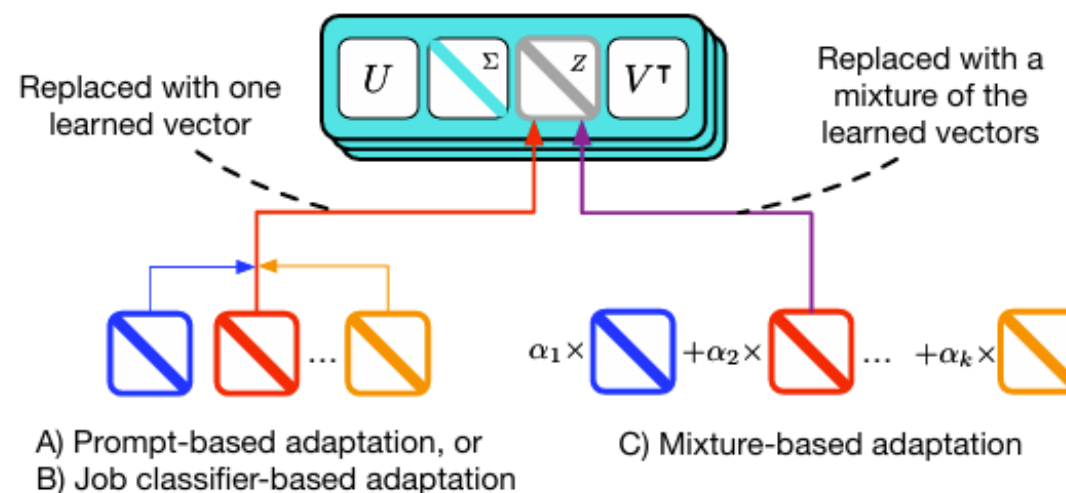 U Σ Z V⊤
Replaced with one
learned vector
Replaced with a
mixture of the
learned vectors
...
α₁× +α₂× ... +αₖ×
A) Prompt-based adaptation, or
B) Job classifier-based adaptation
C) Mixture-based adaptation